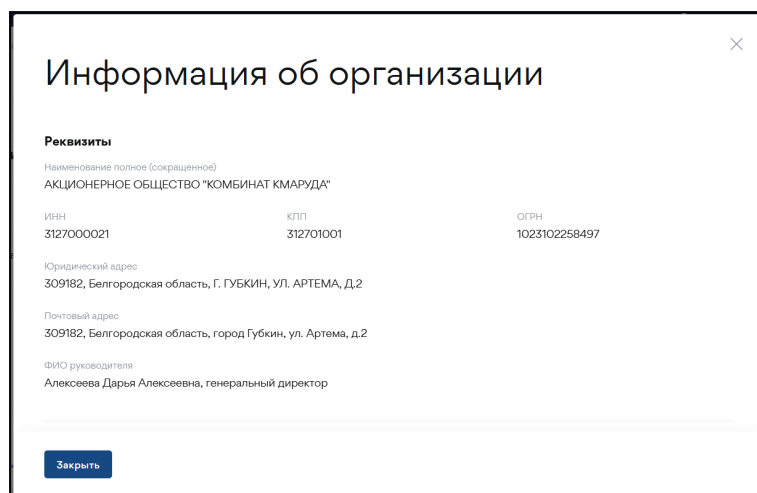 Информация об организации
Реквизиты
Наименование полное (сокращенное)
АКЦИОНЕРНОЕ ОБЩЕСТВО "КОМБИНАТ КМАРУДА"
ИНН КПП ОГРН
3127000021 312701001 1023102258497
Юридический адрес
309182, Белгородская область, Г. ГУБКИН, УЛ. АРТЕМА, Д.2
Почтовый адрес
309182, Белгородская область, город Губкин, ул. Артема, д.2
ФИО руководителя
Алексеева Дарья Алексеевна, генеральный директор
Закрыть